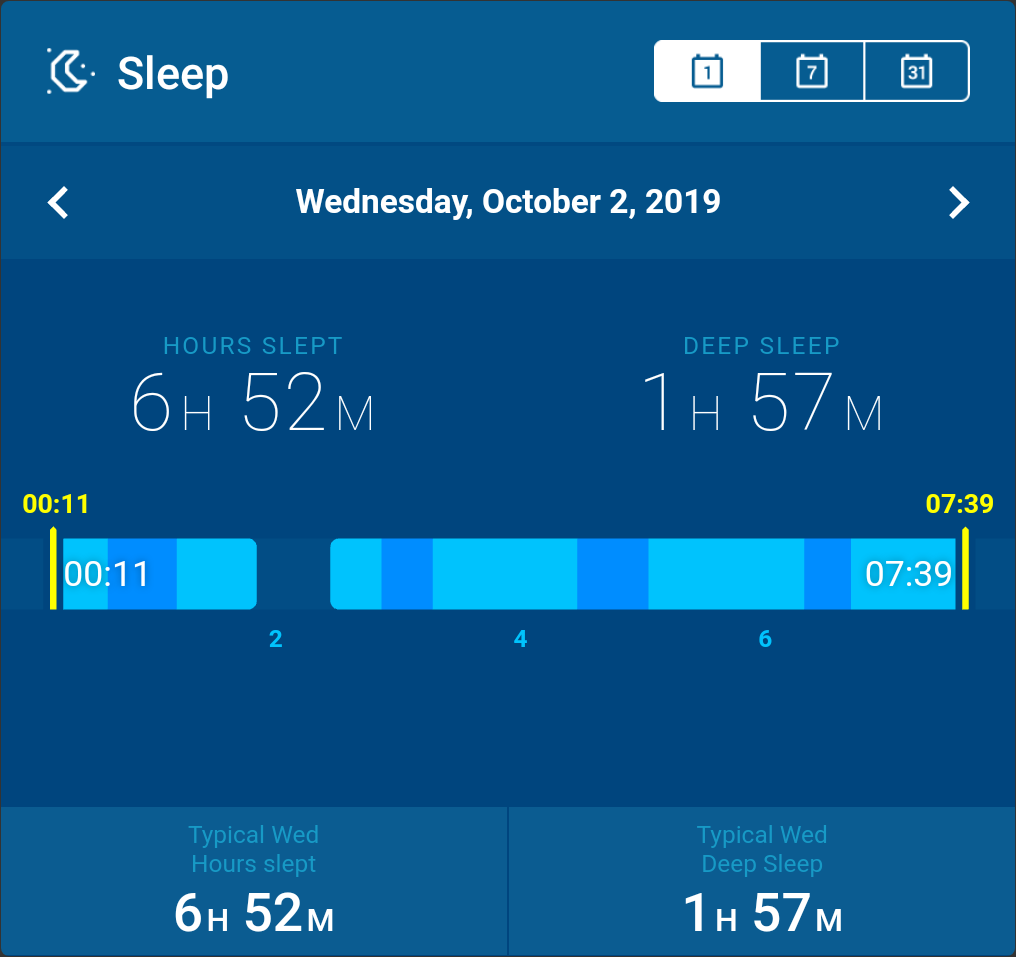 Sleep
1 7 31
Wednesday, October 2, 2019
HOURS SLEPT DEEP SLEEP
6H 52M 1H 57M
00:11 07:39
00:11 07:39
2 4 6
Typical Wed
Hours slept
6H 52M
Typical Wed
Deep Sleep
1H 57M